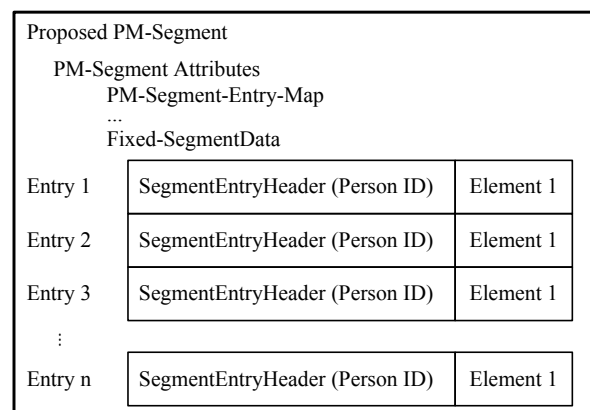 Proposed PM-Segment
PM-Segment Attributes
PM-Segment-Entry-Map
...
Fixed-SegmentData
Entry 1 SegmentEntryHeader (Person ID) Element 1
Entry 2 SegmentEntryHeader (Person ID) Element 1
Entry 3 SegmentEntryHeader (Person ID) Element 1
⋮
Entry n SegmentEntryHeader (Person ID) Element 1